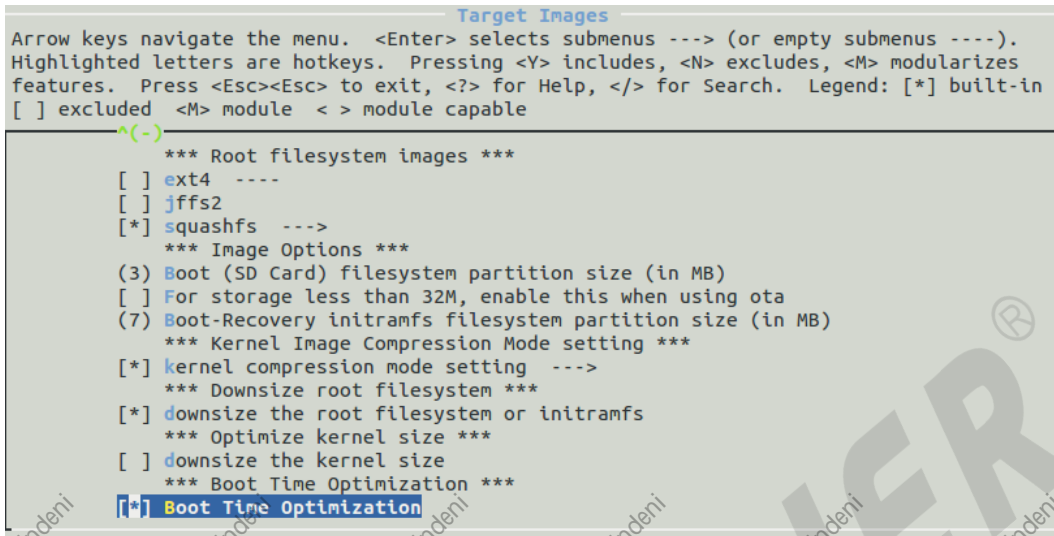 Target Images
Arrow keys navigate the menu.  <Enter> selects submenus ---> (or empty submenus ----).
Highlighted letters are hotkeys.  Pressing <Y> includes, <N> excludes, <M> modularizes
features.  Press <Esc><Esc> to exit, <?> for Help, </> for Search.  Legend: [*] built-in
[ ] excluded  <M> module  < > module capable
^(-)
*** Root filesystem images ***
[ ] ext4  ----
[ ] jffs2
[*] squashfs  --->
*** Image Options ***
(3) Boot (SD Card) filesystem partition size (in MB)
[ ] For storage less than 32M, enable this when using ota
(7) Boot-Recovery initramfs filesystem partition size (in MB)
*** Kernel Image Compression Mode setting ***
[*] kernel compression mode setting  --->
*** Downsize root filesystem ***
[*] downsize the root filesystem or initramfs
*** Optimize kernel size ***
[ ] downsize the kernel size
*** Boot Time Optimization ***
[*] Boot Time Optimization